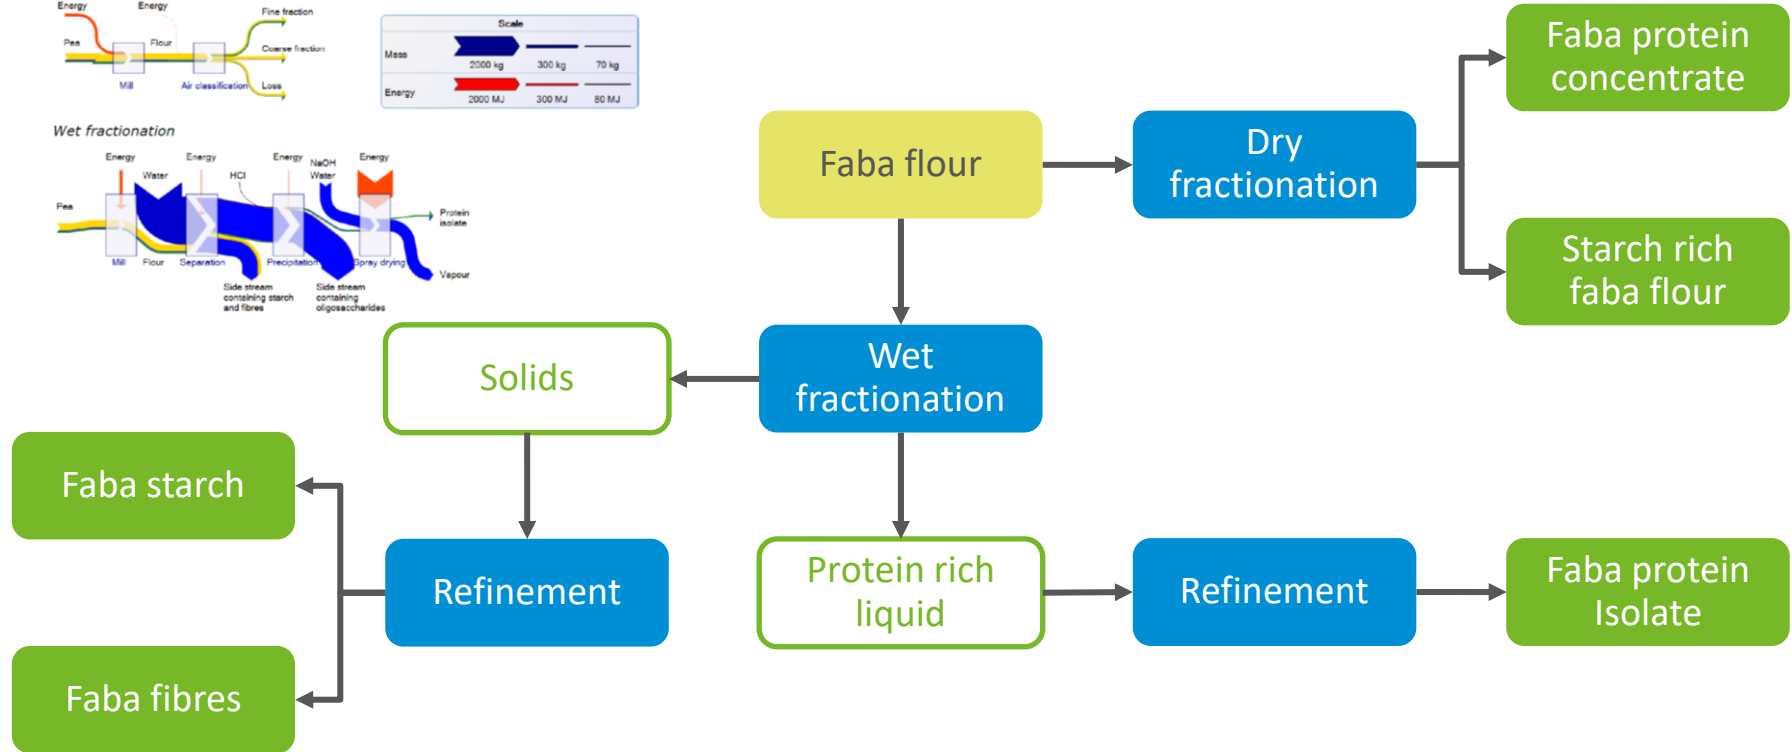 Energy
Energy
Fine fraction
Pea
Flour
Coarse fraction
Mill
Air classification
Loss
Scale
Mass
2000 kg
300 kg
70 kg
Energy
2000 MJ
300 MJ
80 MJ
Wet fractionation
Energy
Energy
Energy
Energy
Water
HCl
NaOH
Water
Pea
Protein
isolate
Mill
Flour
Separation
Precipitation
Spray drying
Vapour
Side stream
containing starch
and fibres
Side stream
containing
oligosaccharides
Faba protein
concentrate
Faba flour
Dry
fractionation
Starch rich
faba flour
Wet
fractionation
Solids
Faba starch
Refinement
Faba fibres
Protein rich
liquid
Refinement
Faba protein
Isolate